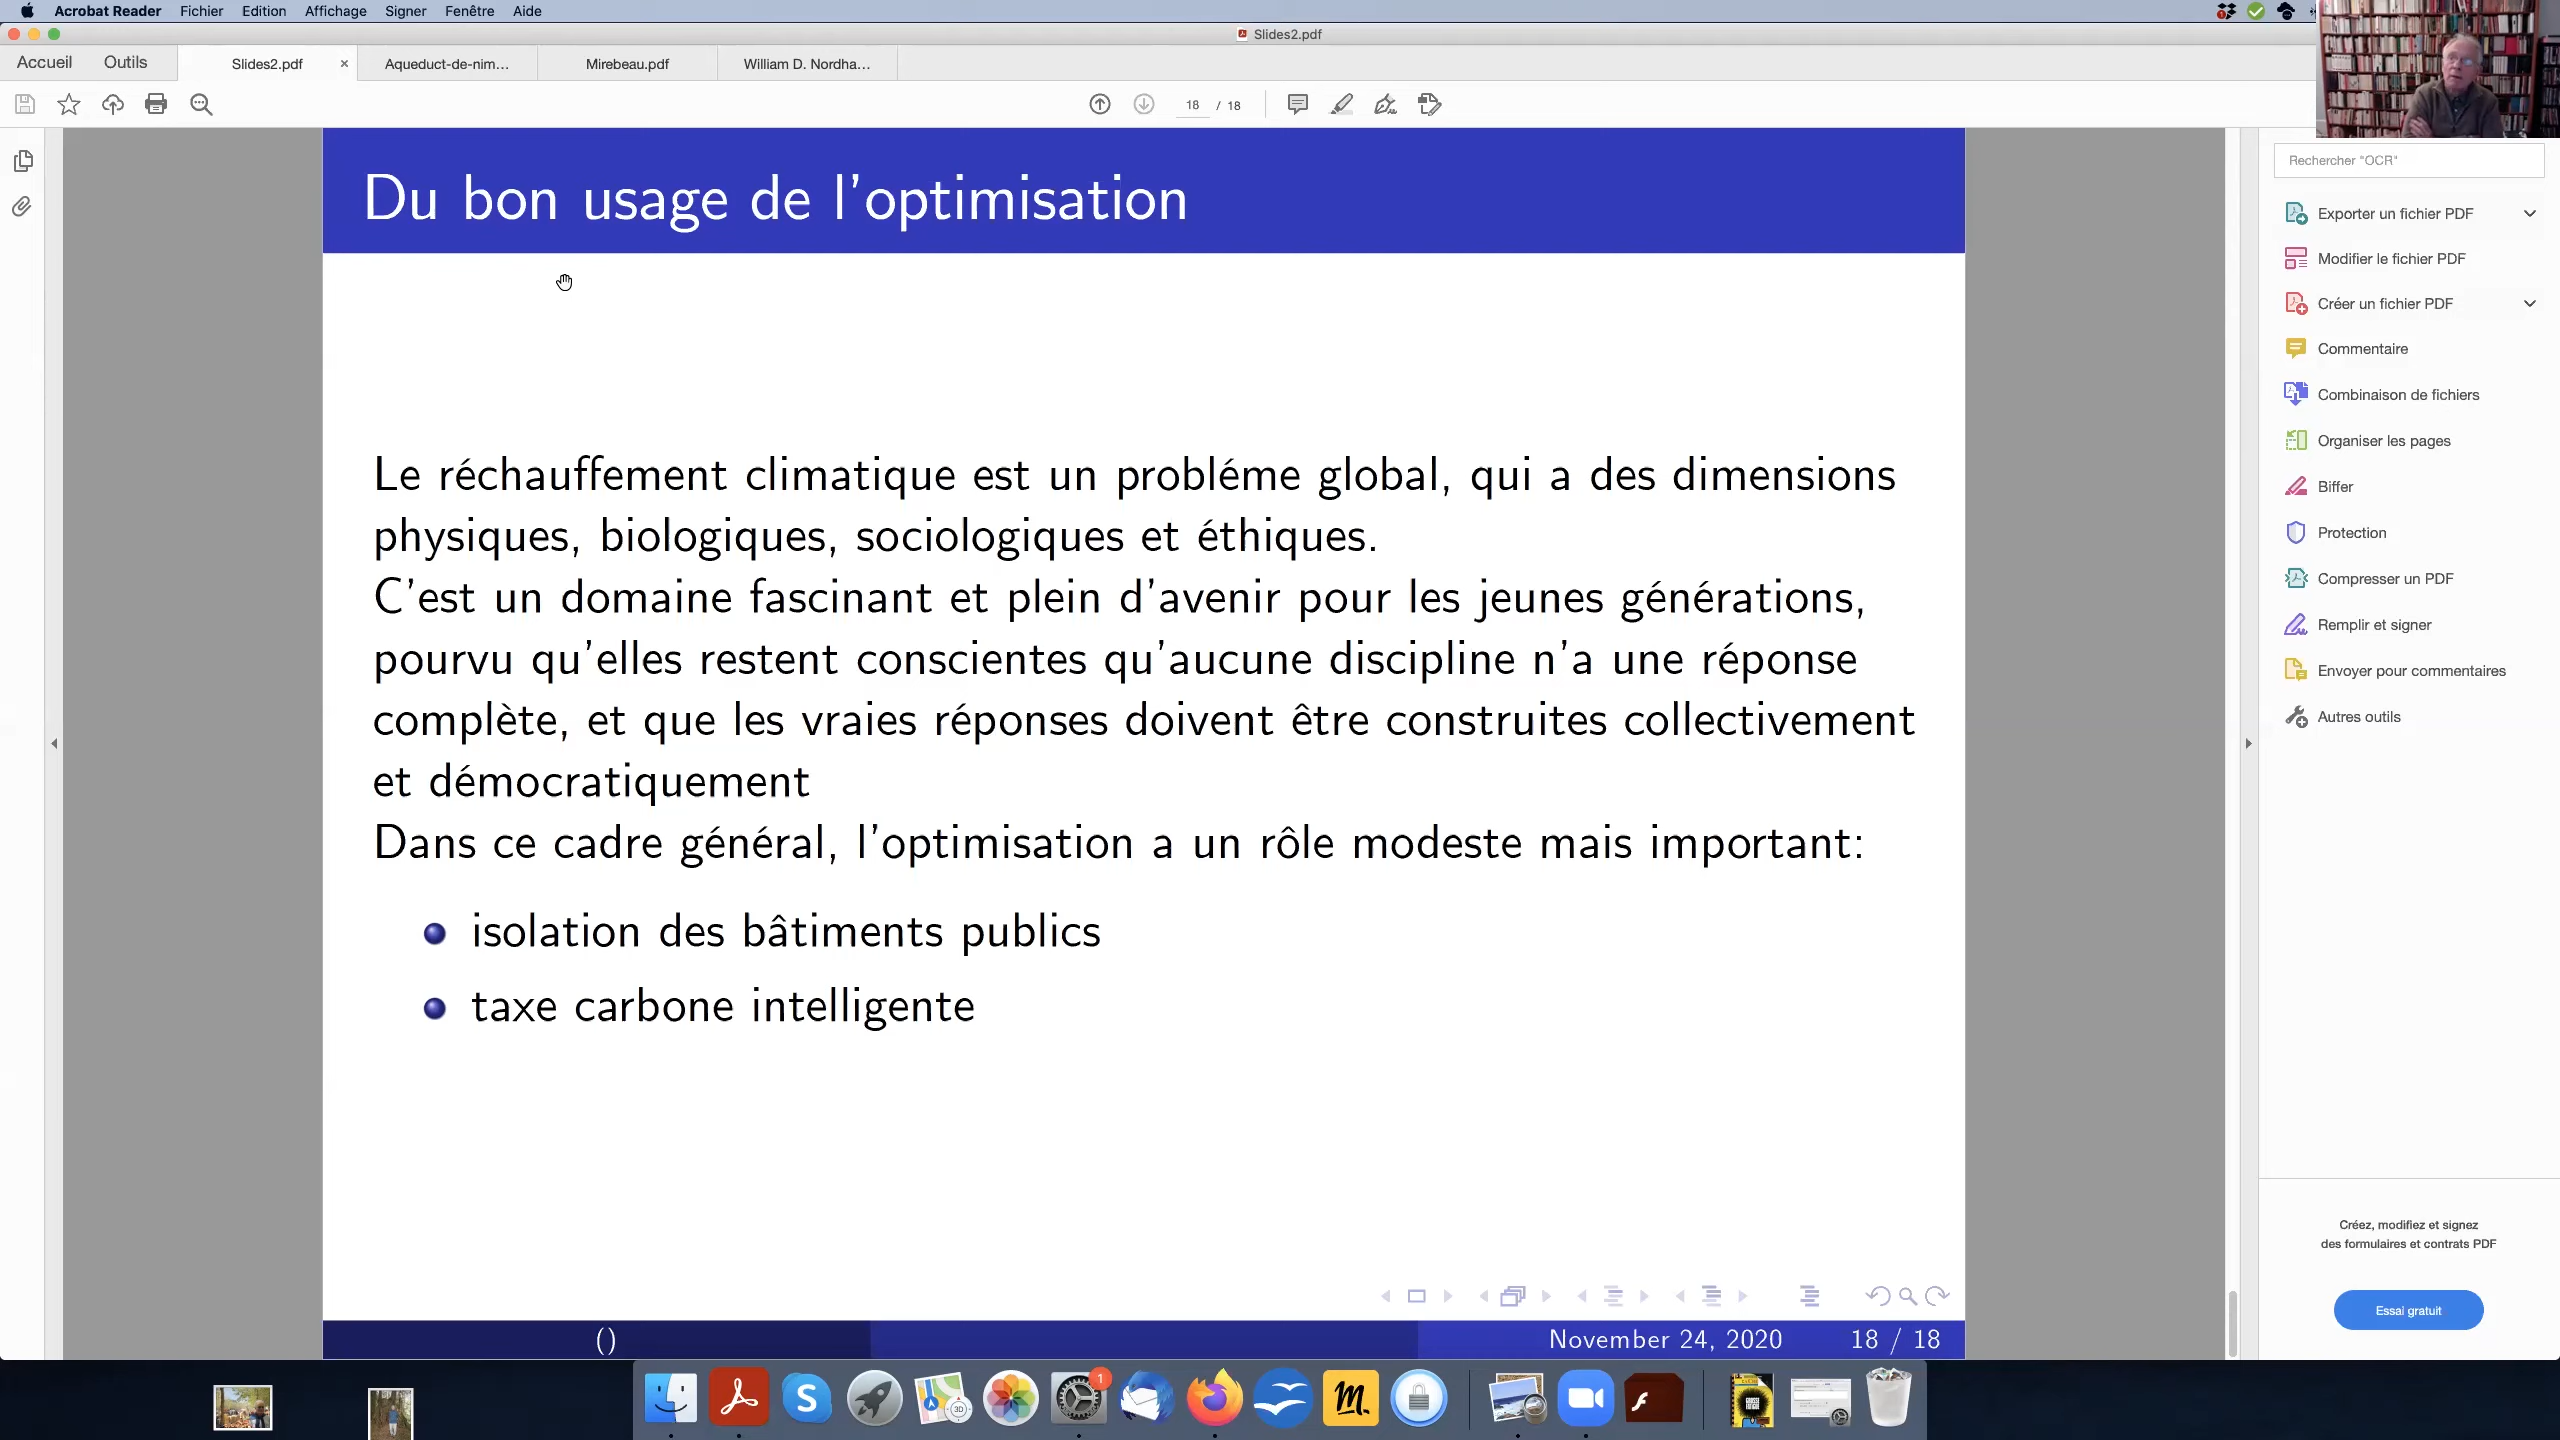 Acrobat Reader Fichier Edition Affichage Signer Fenêtre Aide
Slides2.pdf
Accueil Outils Slides2.pdf × Aqueduct-de-nim... Mirebeau.pdf William D. Nordha...
18 / 18
Rechercher "OCR"
Du bon usage de l'optimisation
Le réchauffement climatique est un probléme global, qui a des dimensions
physiques, biologiques, sociologiques et éthiques.
C'est un domaine fascinant et plein d'avenir pour les jeunes générations,
pourvu qu'elles restent conscientes qu'aucune discipline n'a une réponse
complète, et que les vraies réponses doivent être construites collectivement
et démocratiquement
Dans ce cadre général, l'optimisation a un rôle modeste mais important:
isolation des bâtiments publics
taxe carbone intelligente
() November 24, 2020 18 / 18
Exporter un fichier PDF
Modifier le fichier PDF
Créer un fichier PDF
Commentaire
Combinaison de fichiers
Organiser les pages
Biffer
Protection
Compresser un PDF
Remplir et signer
Envoyer pour commentaires
Autres outils
Créez, modifiez et signez
des formulaires et contrats PDF
Essai gratuit
3D
1
S
m.